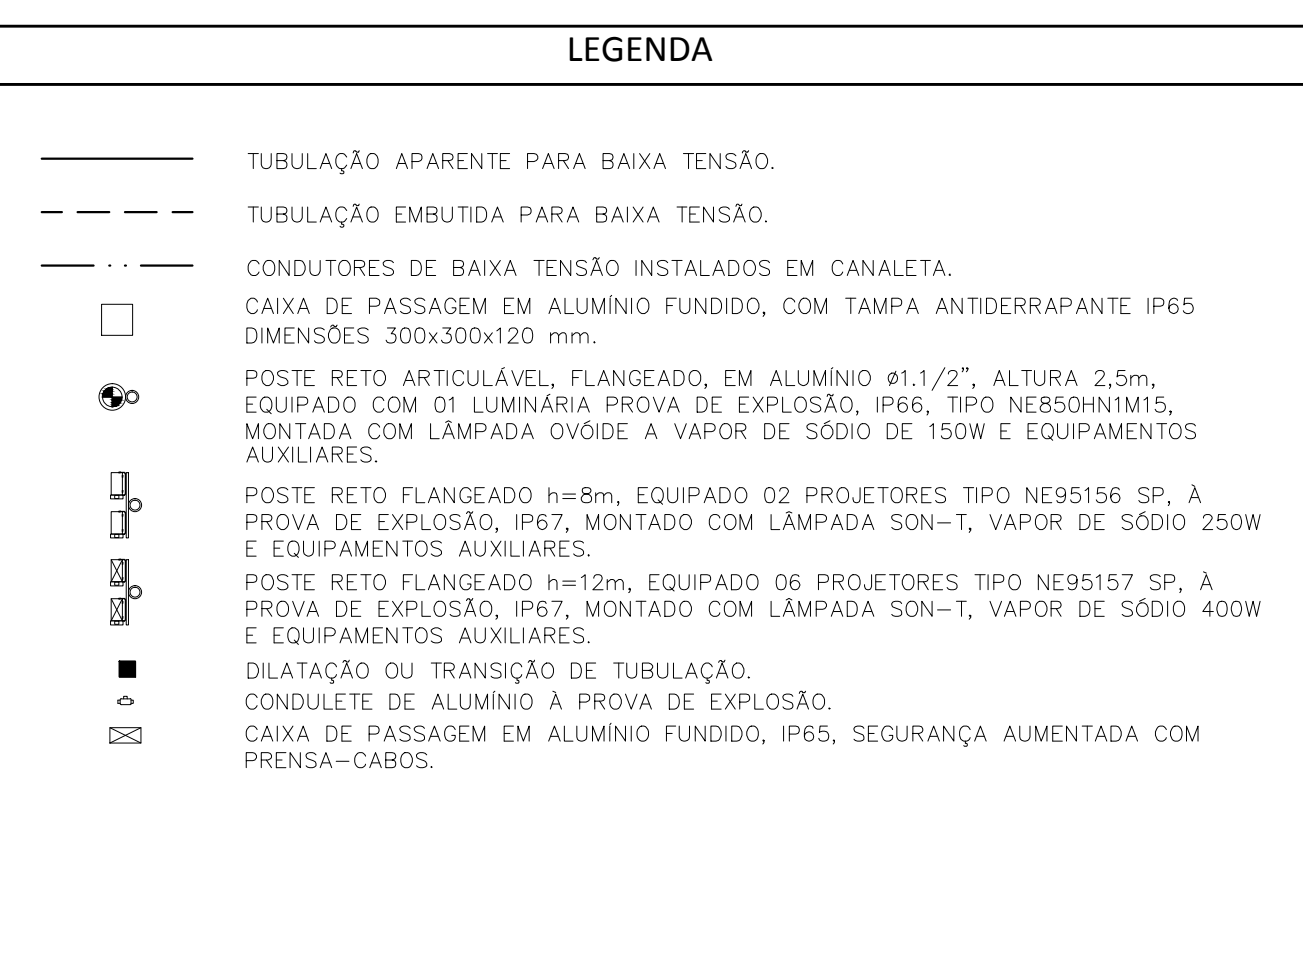 LEGENDA
TUBULAÇÃO APARENTE PARA BAIXA TENSÃO.
TUBULAÇÃO EMBUTIDA PARA BAIXA TENSÃO.
CONDUTORES DE BAIXA TENSÃO INSTALADOS EM CANALETA.
CAIXA DE PASSAGEM EM ALUMÍNIO FUNDIDO, COM TAMPA ANTIDERRAPANTE IP65
DIMENSÕES 300x300x120 mm.
POSTE RETO ARTICULÁVEL, FLANGEADO, EM ALUMÍNIO ø1.1/2”, ALTURA 2,5m,
EQUIPADO COM 01 LUMINÁRIA PROVA DE EXPLOSÃO, IP66, TIPO NE850HN1M15,
MONTADA COM LÂMPADA OVÓIDE A VAPOR DE SÓDIO DE 150W E EQUIPAMENTOS
AUXILIARES.
POSTE RETO FLANGEADO h=8m, EQUIPADO 02 PROJETORES TIPO NE95156 SP, À
PROVA DE EXPLOSÃO, IP67, MONTADO COM LÂMPADA SON-T, VAPOR DE SÓDIO 250W
E EQUIPAMENTOS AUXILIARES.
POSTE RETO FLANGEADO h=12m, EQUIPADO 06 PROJETORES TIPO NE95157 SP, À
PROVA DE EXPLOSÃO, IP67, MONTADO COM LÂMPADA SON-T, VAPOR DE SÓDIO 400W
E EQUIPAMENTOS AUXILIARES.
DILATAÇÃO OU TRANSIÇÃO DE TUBULAÇÃO.
CONDULETE DE ALUMÍNIO À PROVA DE EXPLOSÃO.
CAIXA DE PASSAGEM EM ALUMÍNIO FUNDIDO, IP65, SEGURANÇA AUMENTADA COM
PRENSA-CABOS.